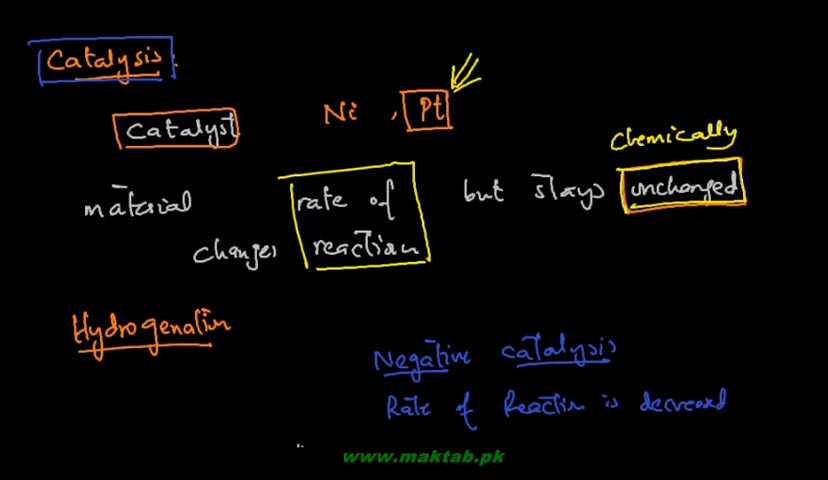 Catalysis:
Catalyst Ni, Pt
chemically
material changes rate of reaction but stays unchanged
Hydrogenation
Negative catalysis
Rate of Reaction is decreased
www.maktab.pk